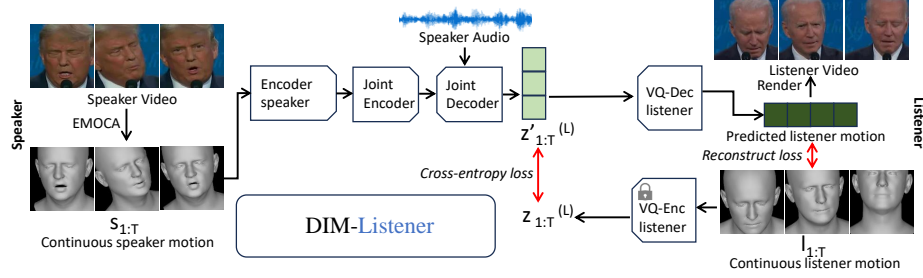 Speaker
Speaker Video
EMOCA
S1:T
Continuous speaker motion
Encoder
speaker
Joint
Encoder
Speaker Audio
Joint
Decoder
z'1:T(L)
Cross-entropy loss
z1:T(L)
DIM-Listener
VQ-Dec
listener
VQ-Enc
listener
Listener Video
Render
Predicted listener motion
Reconstruct loss
l1:T
Continuous listener motion
Listener